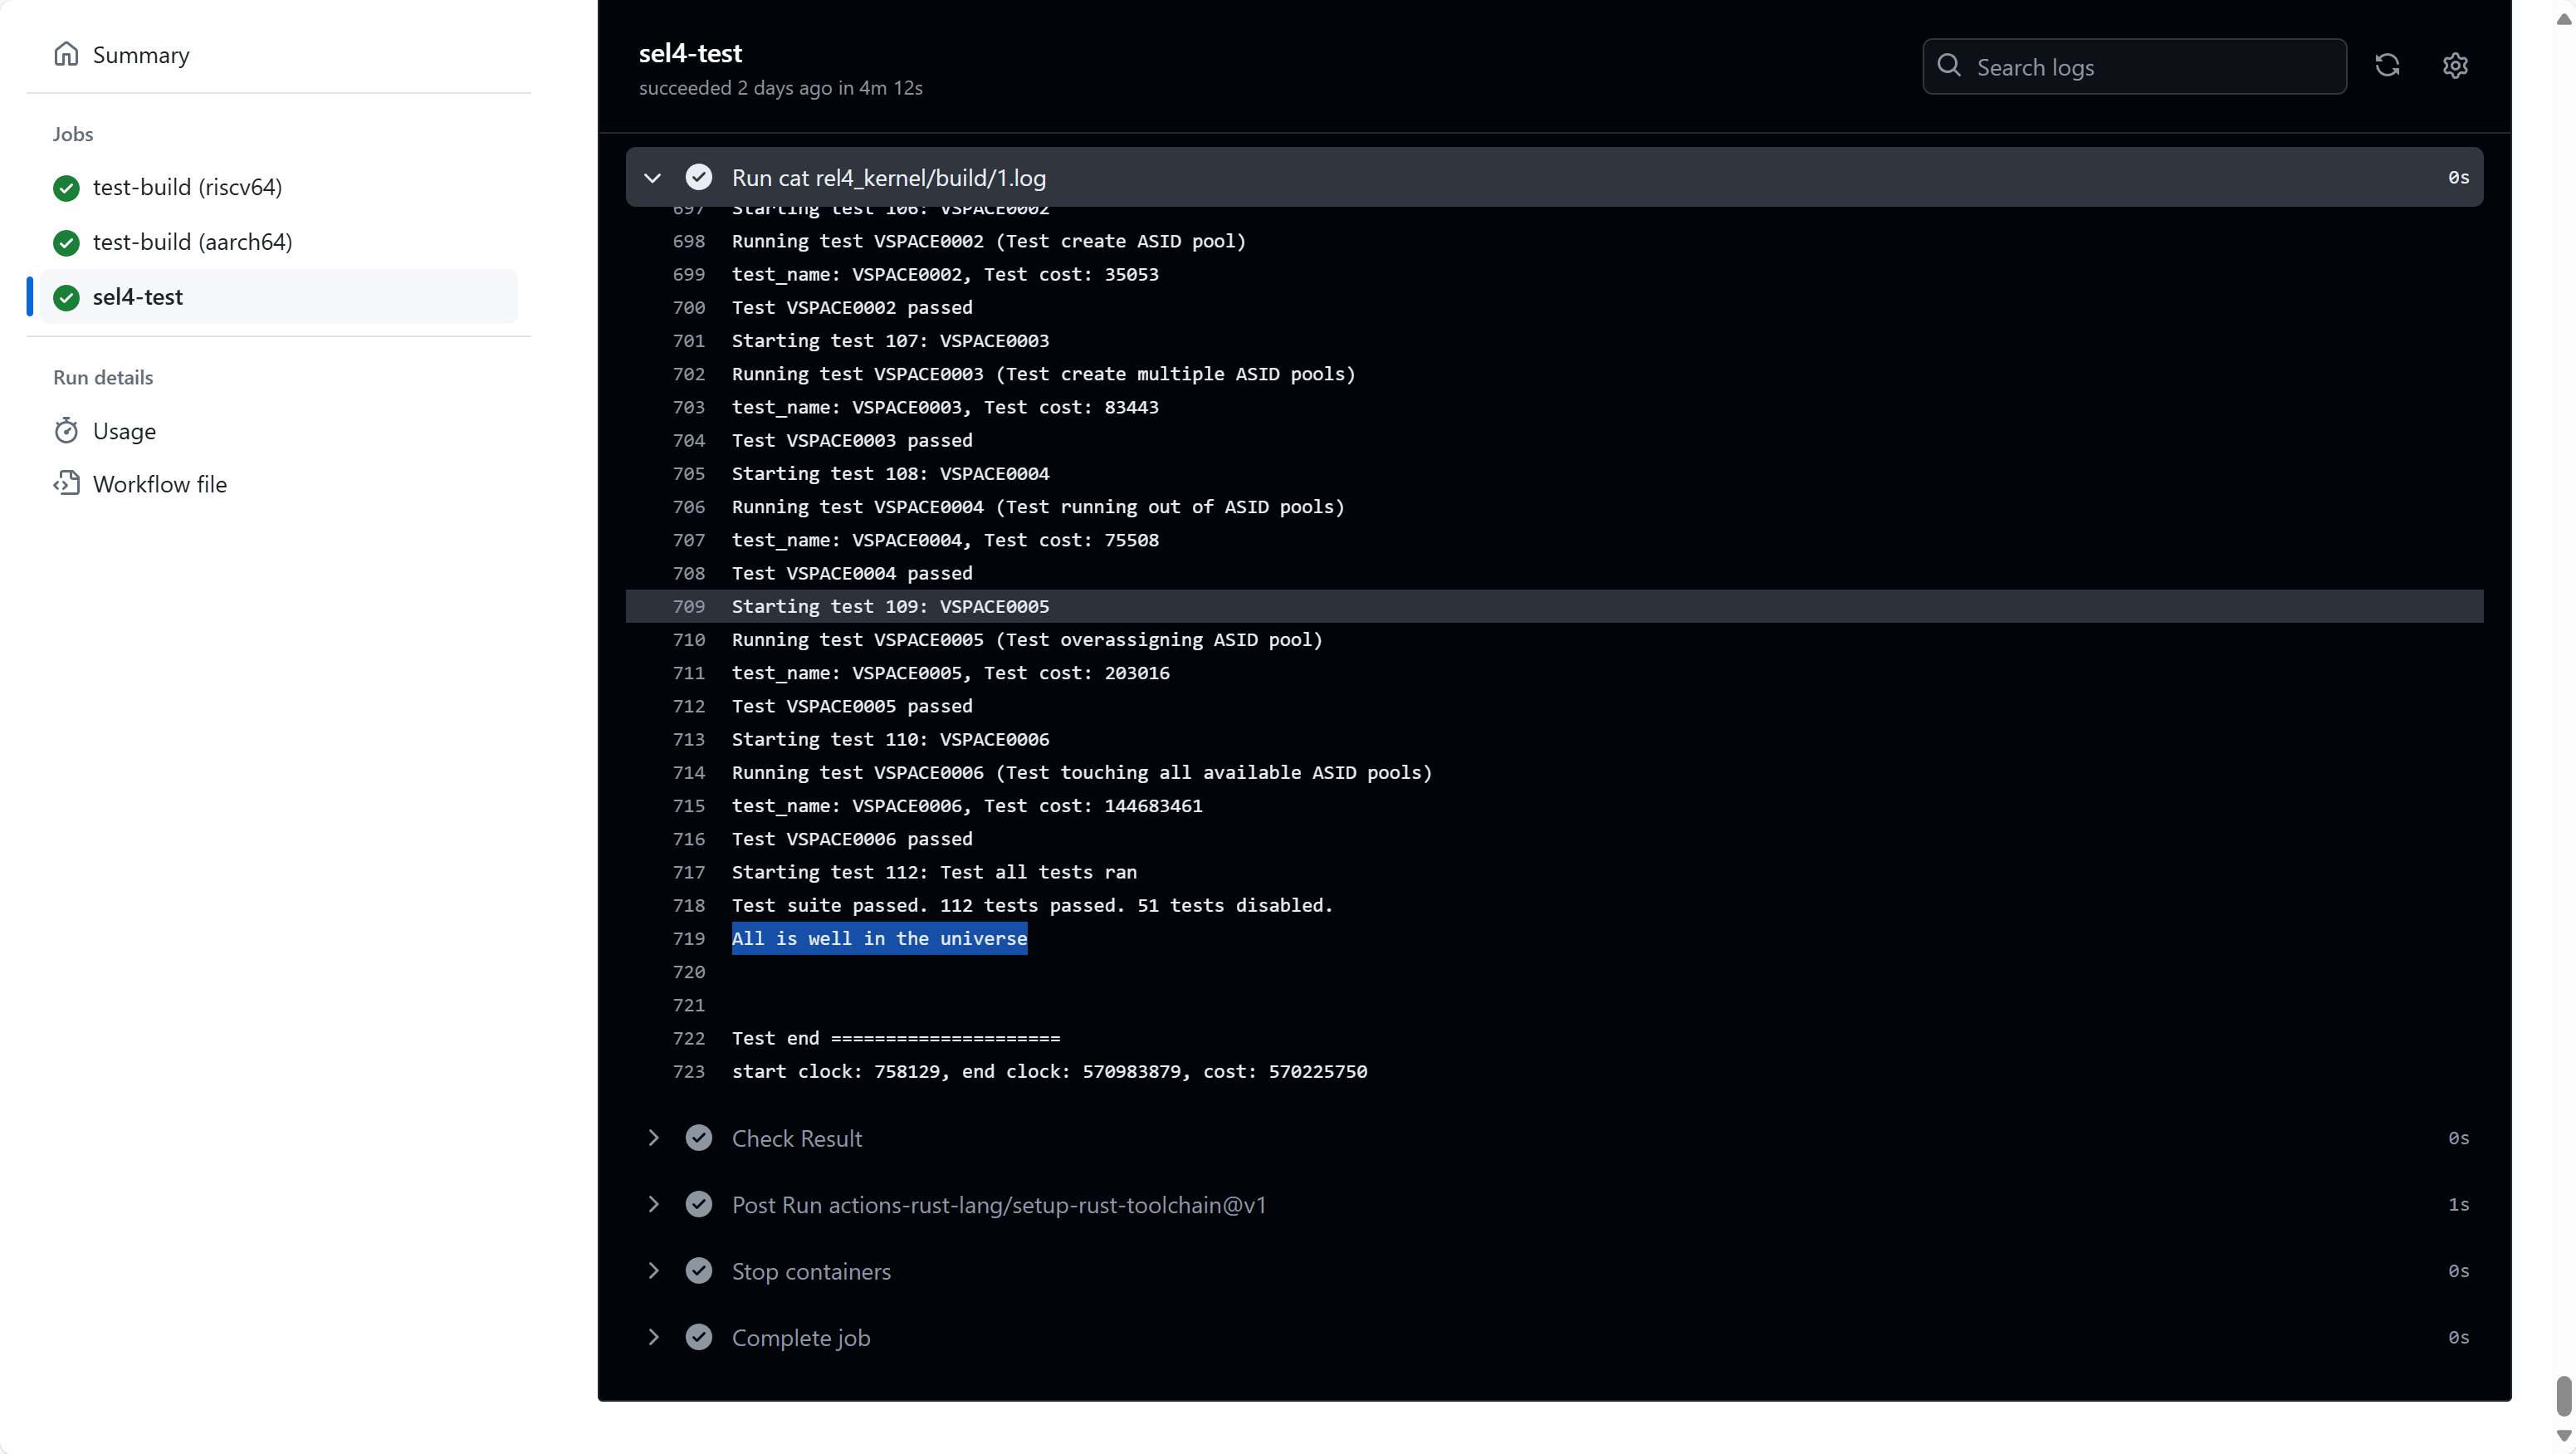 Summary
Jobs
test-build (riscv64)
test-build (aarch64)
sel4-test
Run details
Usage
Workflow file
sel4-test
succeeded 2 days ago in 4m 12s
Search logs
Run cat rel4_kernel/build/1.log 0s
697 Starting test 106: VSPACE0002
698 Running test VSPACE0002 (Test create ASID pool)
699 test_name: VSPACE0002, Test cost: 35053
700 Test VSPACE0002 passed
701 Starting test 107: VSPACE0003
702 Running test VSPACE0003 (Test create multiple ASID pools)
703 test_name: VSPACE0003, Test cost: 83443
704 Test VSPACE0003 passed
705 Starting test 108: VSPACE0004
706 Running test VSPACE0004 (Test running out of ASID pools)
707 test_name: VSPACE0004, Test cost: 75508
708 Test VSPACE0004 passed
709 Starting test 109: VSPACE0005
710 Running test VSPACE0005 (Test overassigning ASID pool)
711 test_name: VSPACE0005, Test cost: 203016
712 Test VSPACE0005 passed
713 Starting test 110: VSPACE0006
714 Running test VSPACE0006 (Test touching all available ASID pools)
715 test_name: VSPACE0006, Test cost: 144683461
716 Test VSPACE0006 passed
717 Starting test 112: Test all tests ran
718 Test suite passed. 112 tests passed. 51 tests disabled.
719 All is well in the universe
720
721
722 Test end =====================
723 start clock: 758129, end clock: 570983879, cost: 570225750
Check Result 0s
Post Run actions-rust-lang/setup-rust-toolchain@v1 1s
Stop containers 0s
Complete job 0s